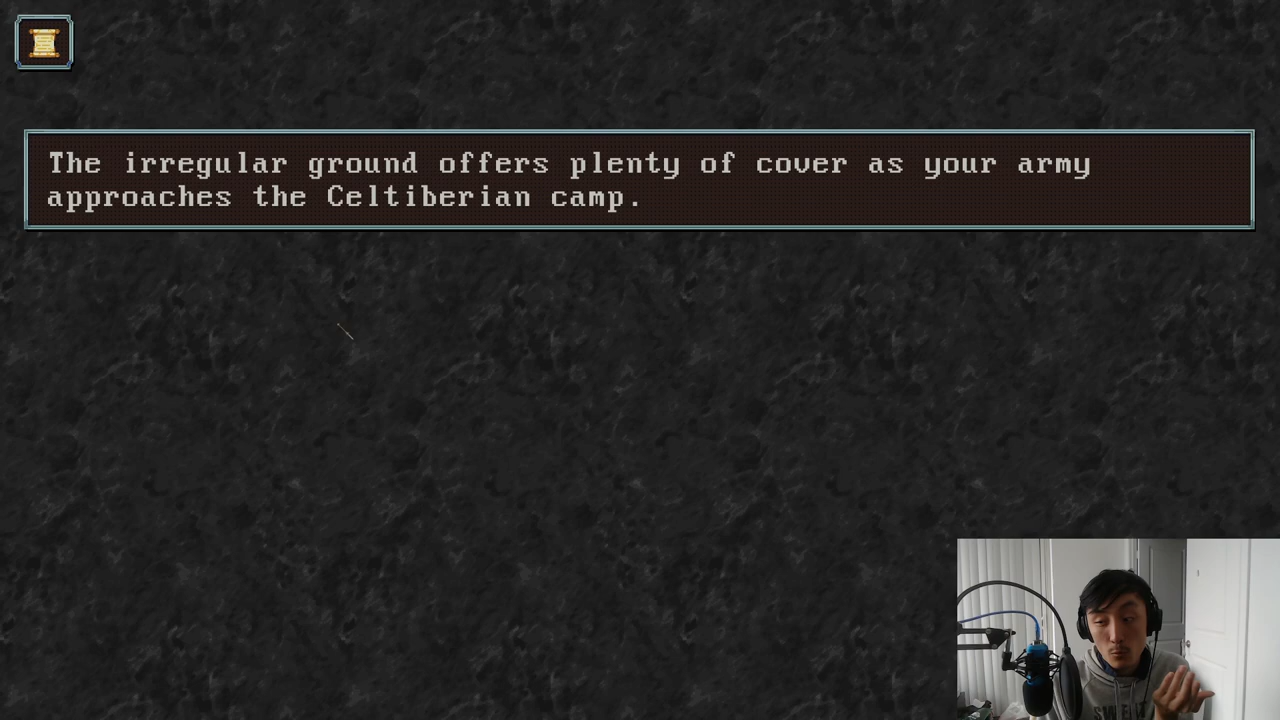 The irregular ground offers plenty of cover as your army
approaches the Celtiberian camp.